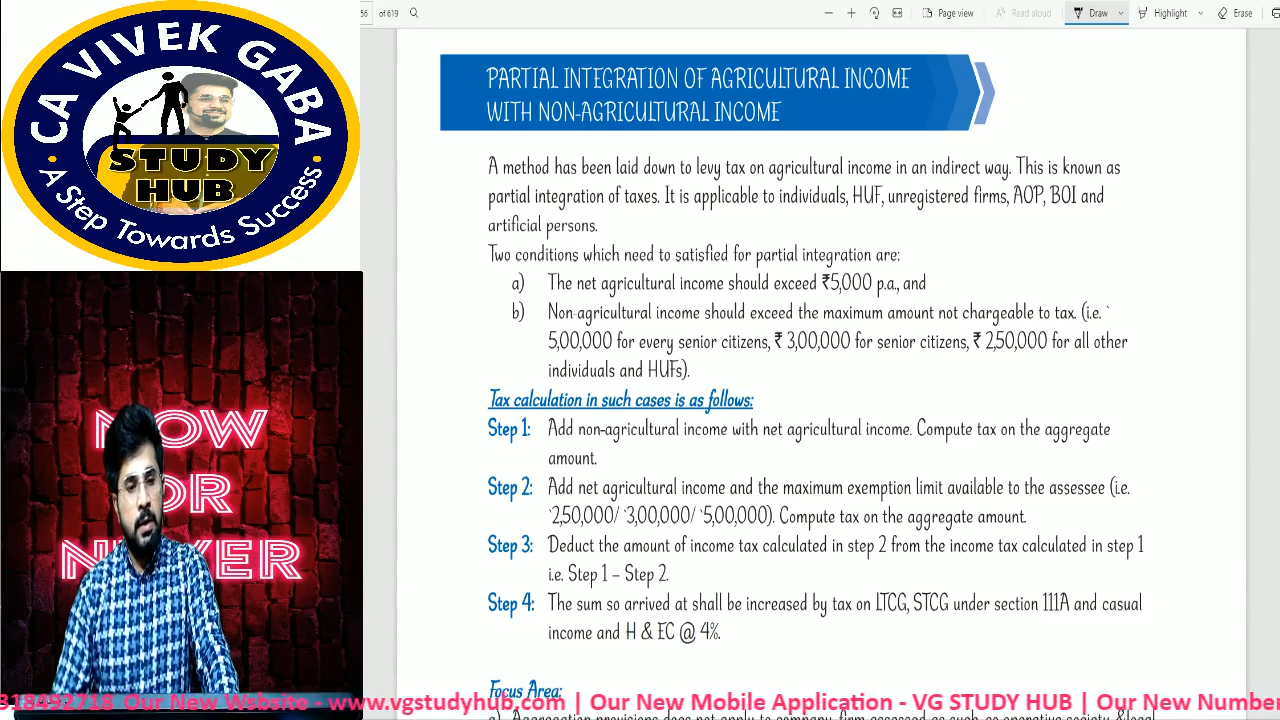 CA VIVEK GABA
STUDY
HUB
A Step Towards Success
56 of 619
Page view
Read aloud
Draw
Highlight
Erase
PARTIAL INTEGRATION OF AGRICULTURAL INCOME
WITH NON-AGRICULTURAL INCOME
A method has been laid down to levy tax on agricultural income in an indirect way. This is known as
partial integration of taxes. It is applicable to individuals, HUF, unregistered firms, AOP, BOI and
artificial persons.
Two conditions which need to satisfied for partial integration are:
a) The net agricultural income should exceed ₹5,000 p.a., and
b) Non-agricultural income should exceed the maximum amount not chargeable to tax. (i.e. `
5,00,000 for every senior citizens, ₹ 3,00,000 for senior citizens, ₹ 2,50,000 for all other
individuals and HUFs).
Tax calculation in such cases is as follows:
Step 1: Add non-agricultural income with net agricultural income. Compute tax on the aggregate
amount.
Step 2: Add net agricultural income and the maximum exemption limit available to the assessee (i.e.
`2,50,000/ `3,00,000/ `5,00,000). Compute tax on the aggregate amount.
Step 3: Deduct the amount of income tax calculated in step 2 from the income tax calculated in step 1
i.e. Step 1 – Step 2.
Step 4: The sum so arrived at shall be increased by tax on LTCG, STCG under section 111A and casual
income and H & EC @ 4%.
Focus Area:
NOW
OR
318492718 Our New Website - www.vgstudyhub.com | Our New Mobile Application - VG STUDY HUB | Our New Number